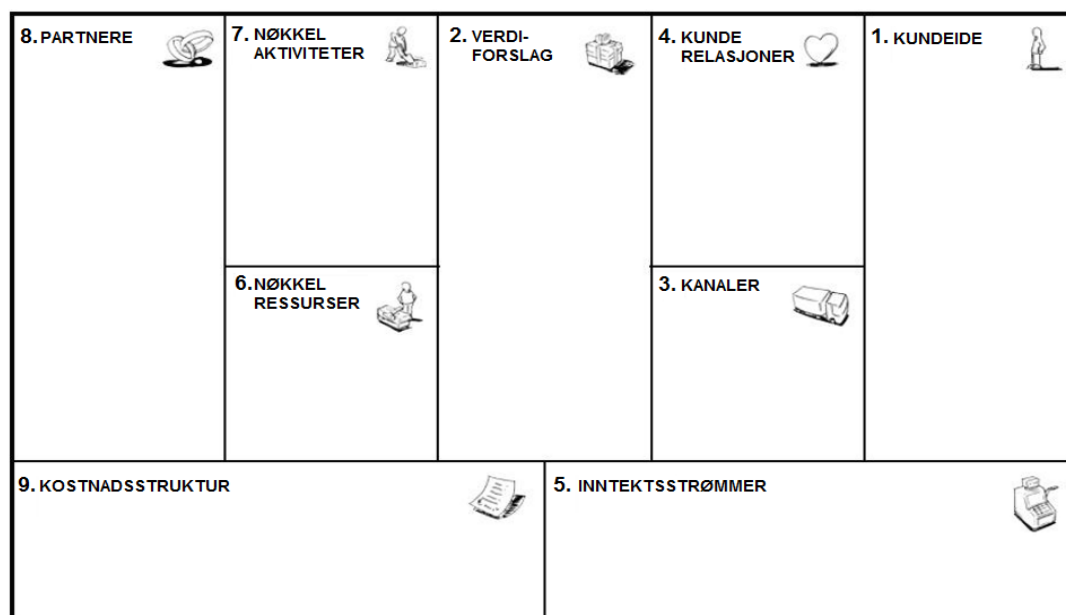 8. PARTNERE
7. NØKKEL
AKTIVITETER
2. VERDI-
FORSLAG
4. KUNDE
RELASJONER
1. KUNDEIDE
6. NØKKEL
RESSURSER
3. KANALER
9. KOSTNADSSTRUKTUR
5. INNTEKTSSTRØMMER